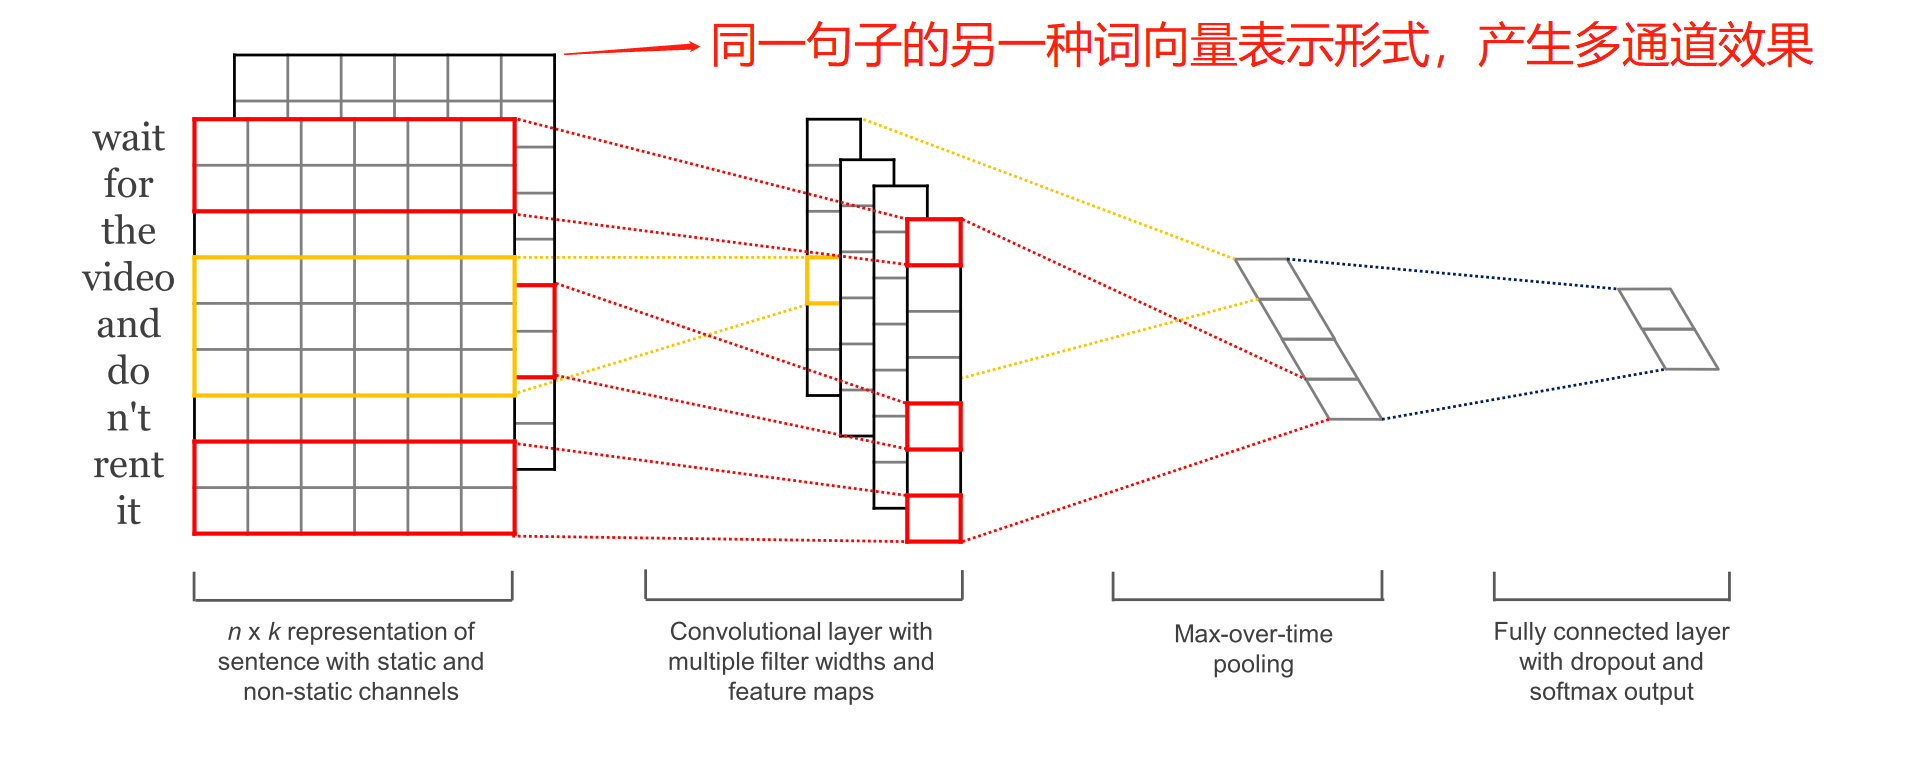 同一句子的另一种词向量表示形式，产生多通道效果
wait
for
the
video
and
do
n't
rent
it
n x k representation of
sentence with static and
non-static channels
Convolutional layer with
multiple filter widths and
feature maps
Max-over-time
pooling
Fully connected layer
with dropout and
softmax output